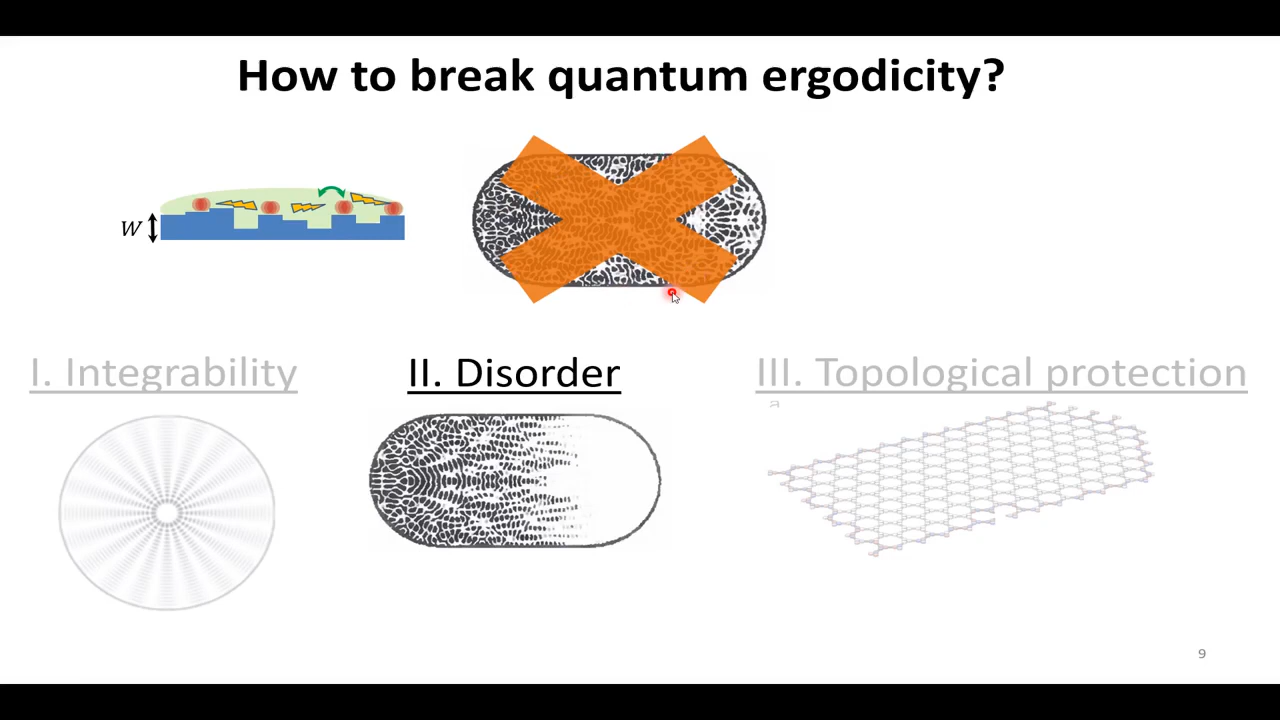 How to break quantum ergodicity?
W
I. Integrability
II. Disorder
III. Topological protection
a
9